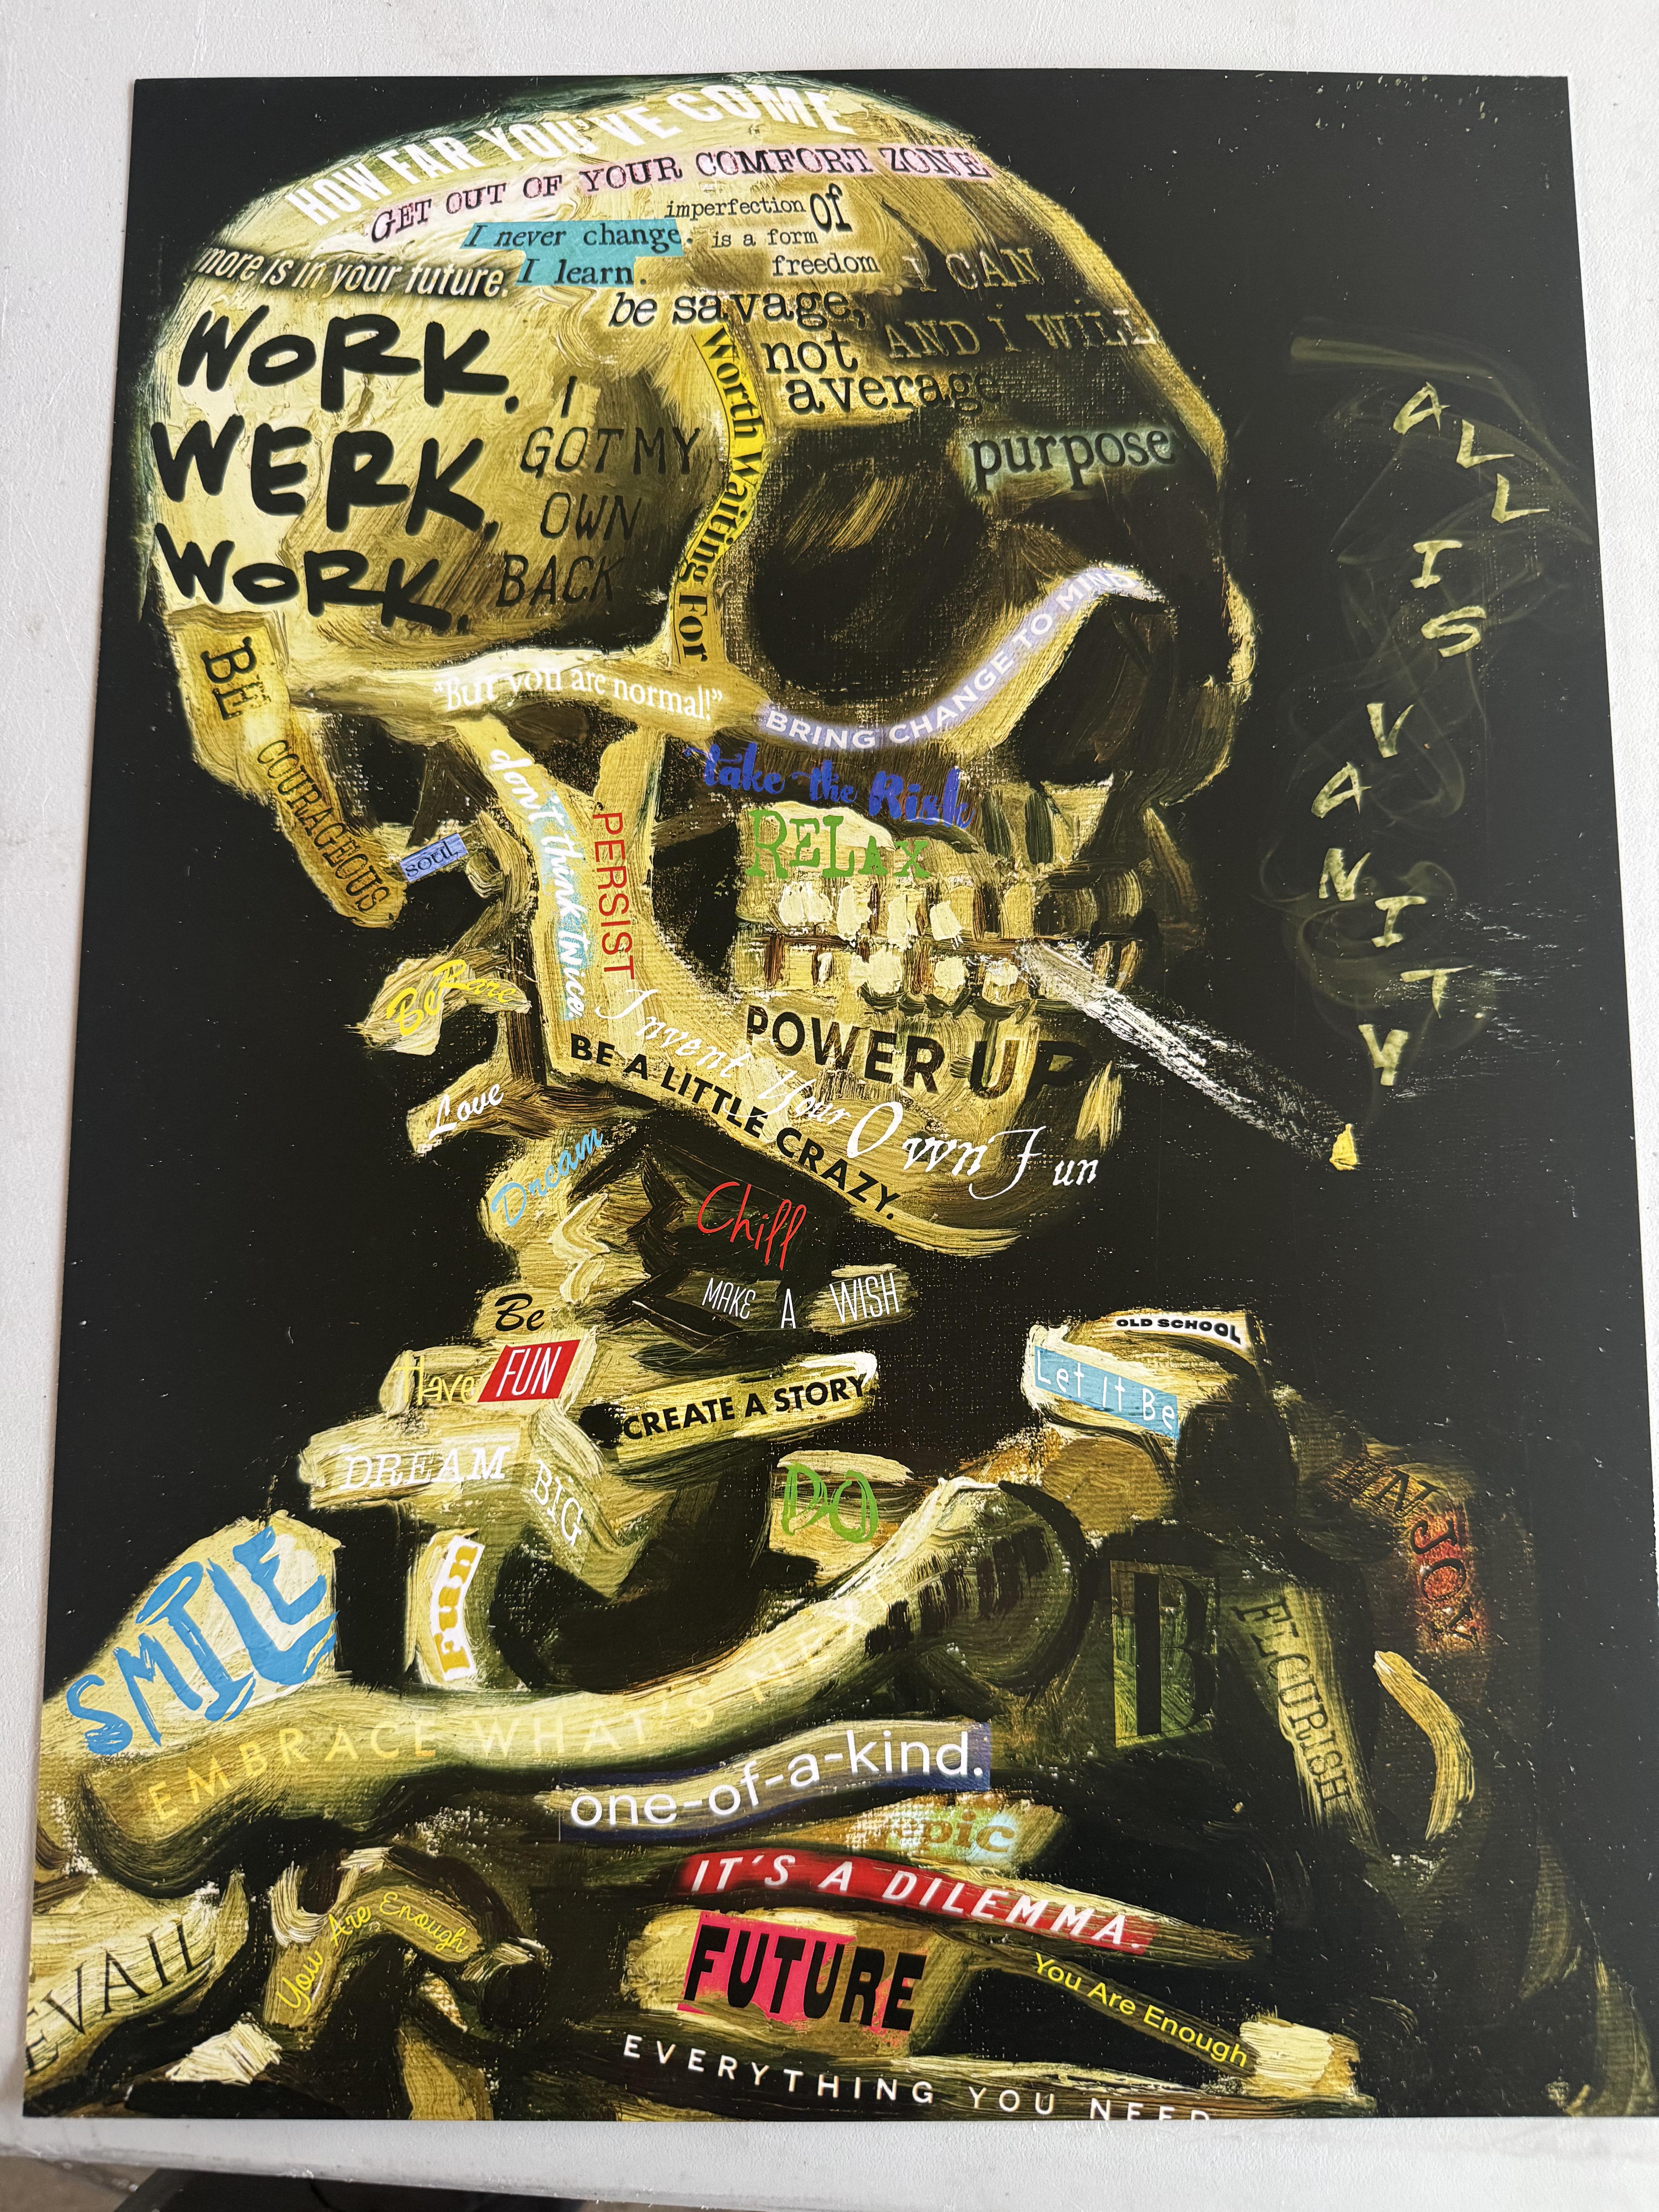 HOW FAR YOU'VE COME
GET OUT OF YOUR COMFORT ZONE
imperfection
is a form of
freedom
I never change.
I learn.
more is in your future.
I CAN
AND I WILL
be savage,
not
average
WORK.
WERK.
WORK.
I
GOT MY
OWN
BACK
Worth Waiting For
purpose
A
L
L
I
S
V
A
N
I
T
Y
BE
COURAGEOUS
soul
"But you are normal!"
BRING CHANGE TO MIND
take the Risk
RELAX
don't think twice
PERSIST
Be Rare
POWER UP
Invent Your Own Fun
BE A LITTLE CRAZY.
Love
Dream
Chill
MAKE A WISH
Be
Have FUN
CREATE A STORY
OLD SCHOOL
Let It Be
DREAM
BIG
DO
ENJOY
SMILE
Fun
B
FLOURISH
EMBRACE WHAT'S NEXT
one-of-a-kind.
epic
IT'S A DILEMMA.
FUTURE
EVAIL
You Are Enough
You Are Enough
EVERYTHING YOU NEED